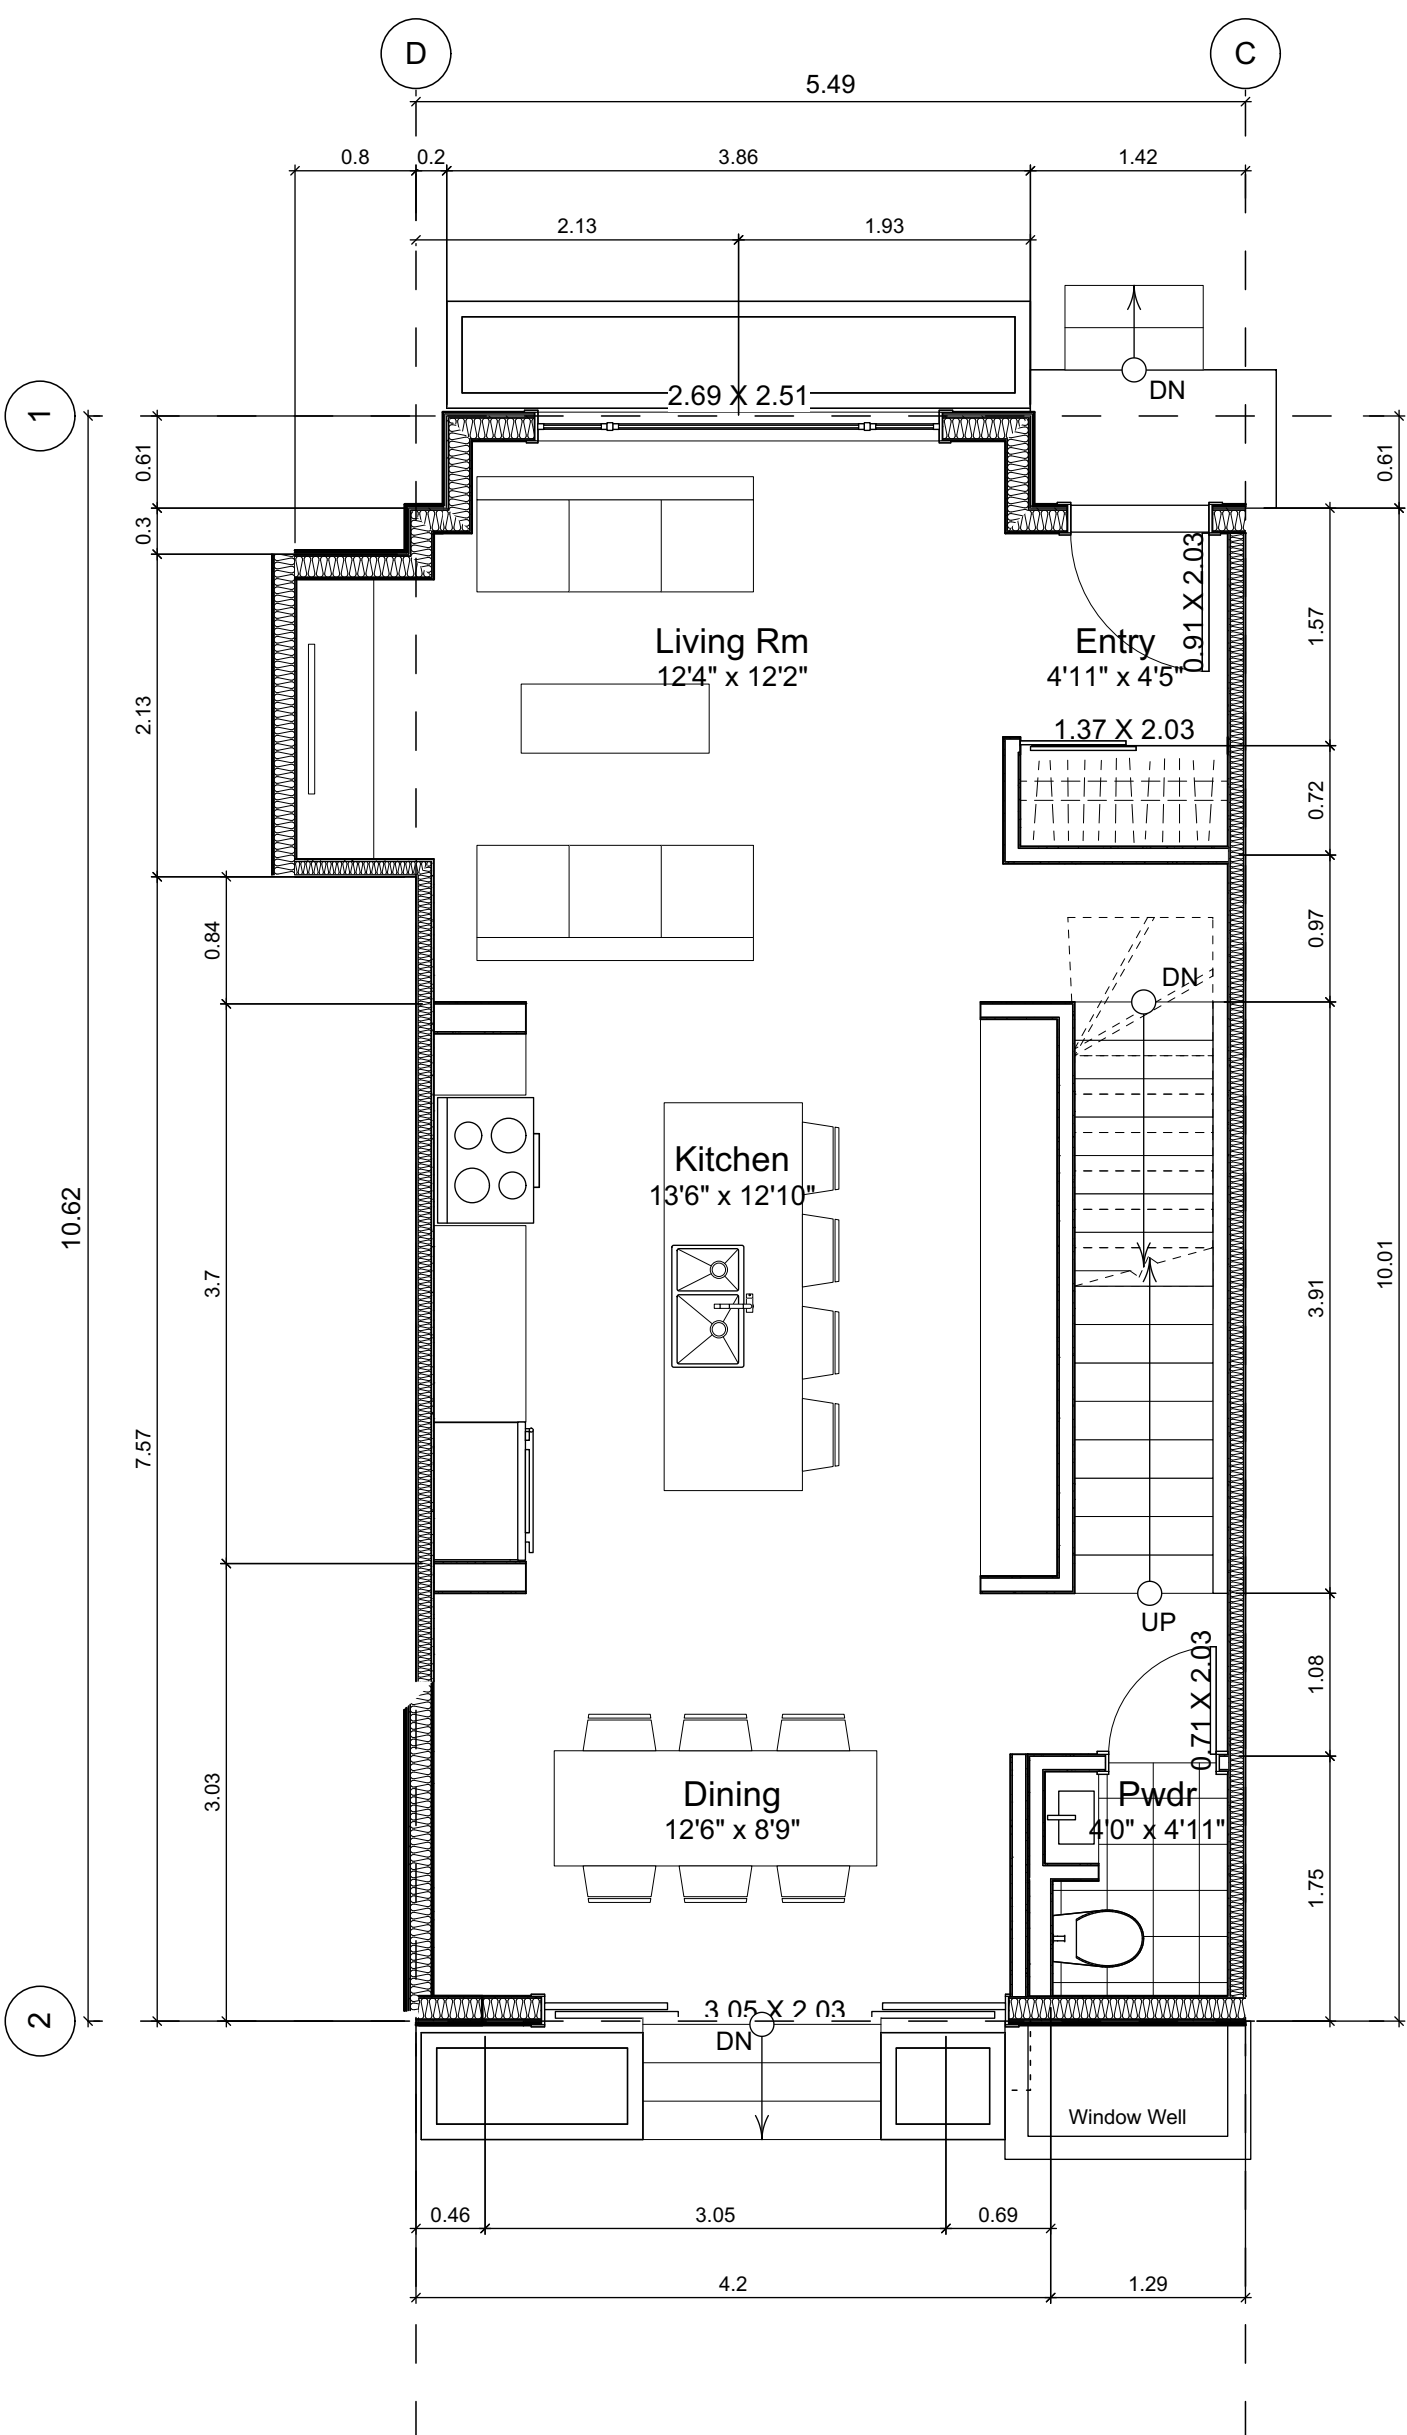 D
C
5.49
0.8
0.2
3.86
1.42
2.13
1.93
DN
2.69 X 2.51
1
0.61
0.61
0.3
0.91 X 2.03
Living Rm
12'4" x 12'2"
Entry
4'11" x 4'5"
1.57
2.13
1.37 X 2.03
0.72
0.84
0.97
DN
Kitchen
13'6" x 12'10"
10.62
3.7
3.91
10.01
7.57
UP
0.71 X 2.03
1.08
3.03
Dining
12'6" x 8'9"
Pwdr
4'0" x 4'11"
1.75
2
3.05 X 2.03
DN
Window Well
0.46
3.05
0.69
4.2
1.29